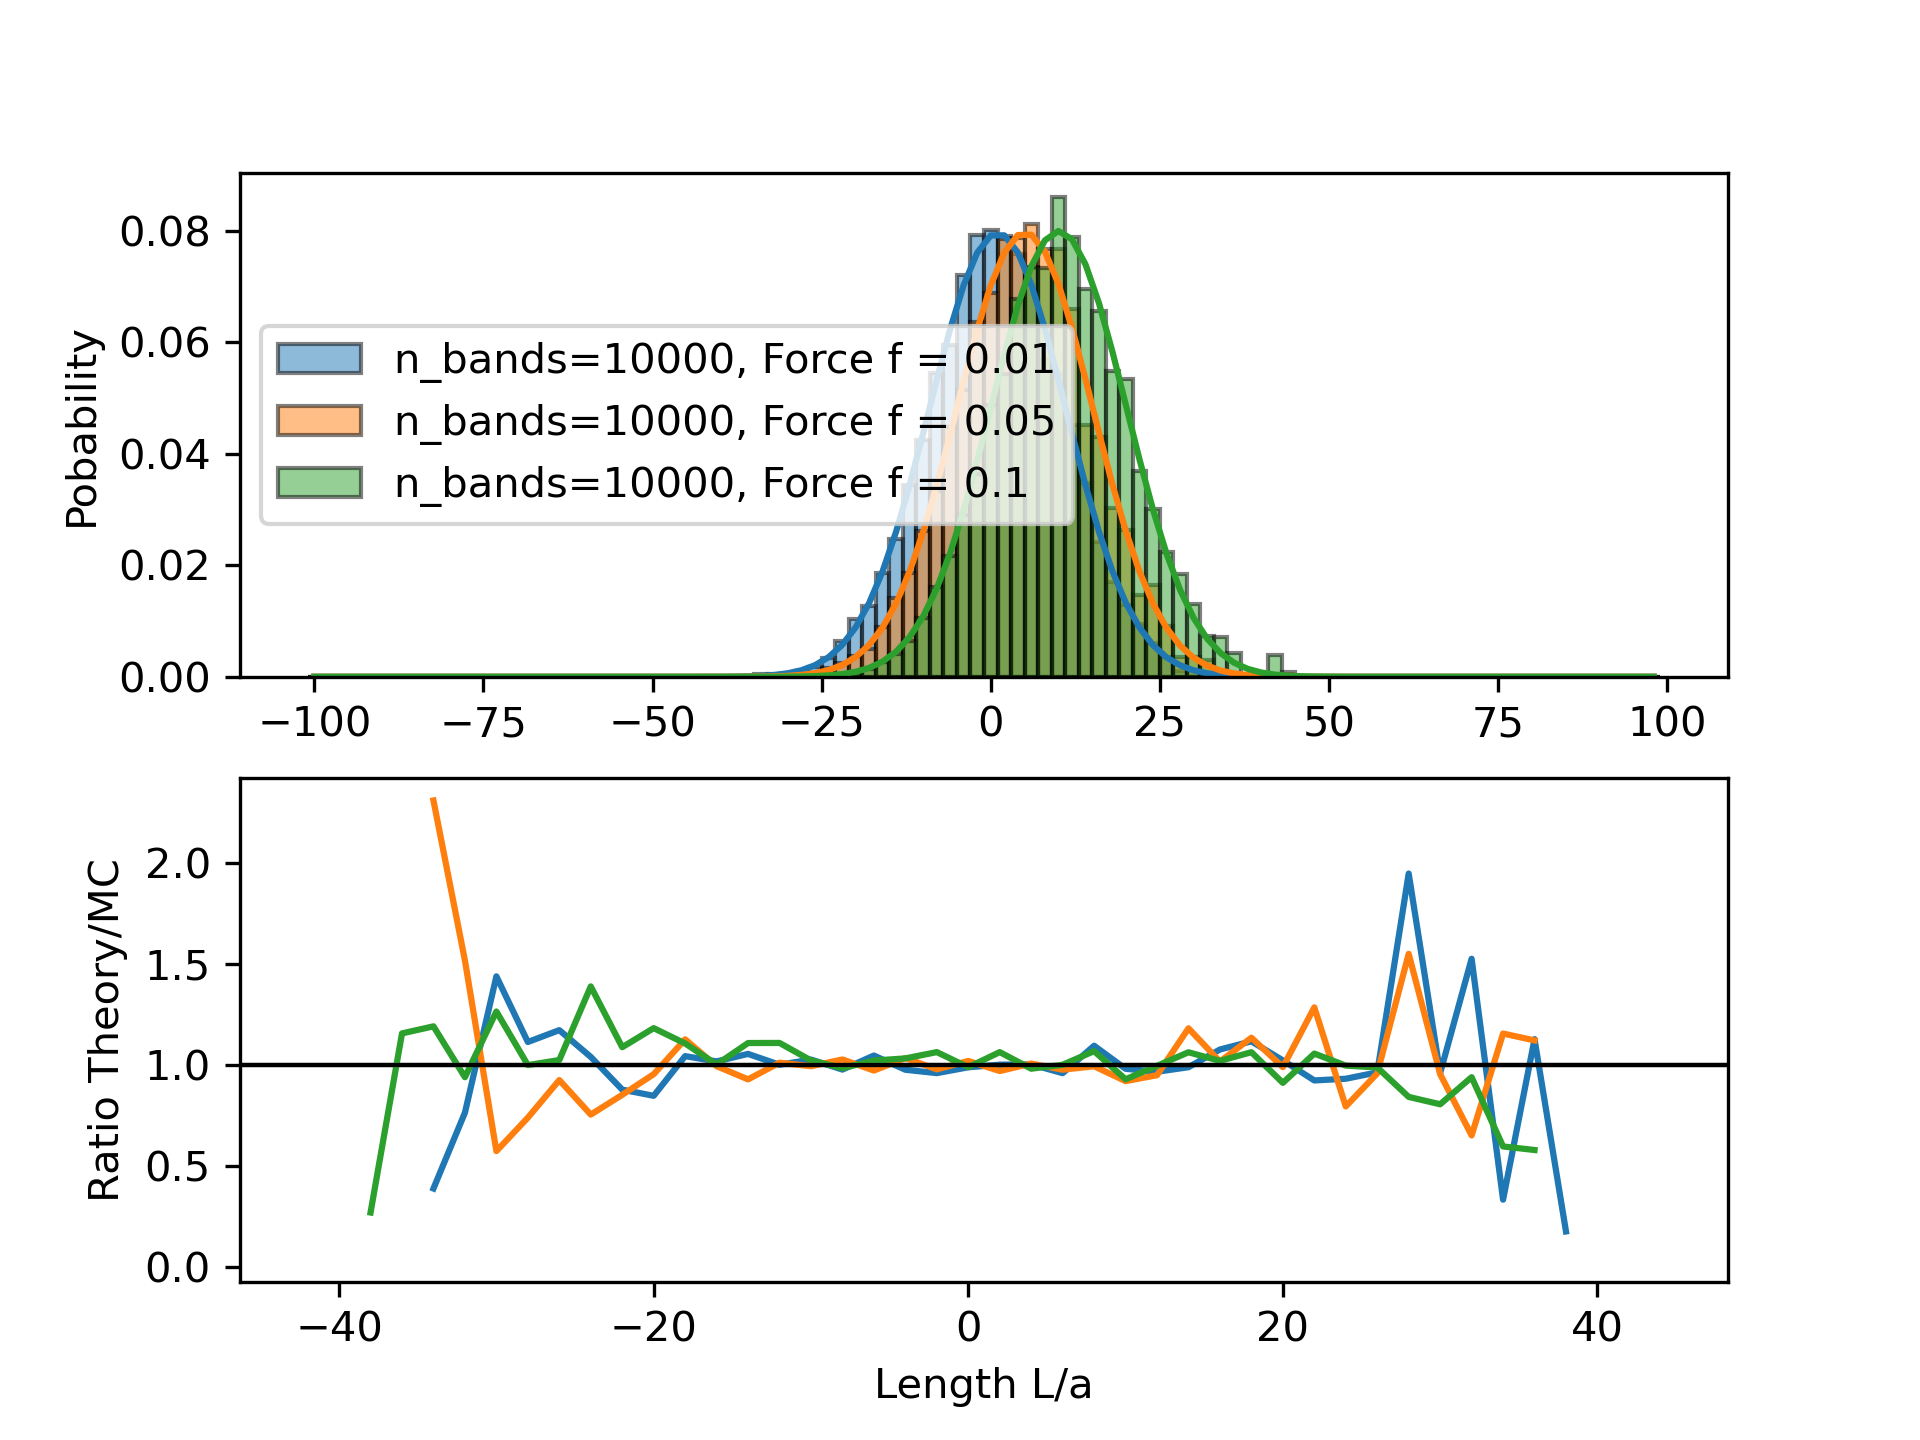 Pobability
0.08
0.06
0.04
0.02
0.00
n_bands=10000, Force f = 0.01
n_bands=10000, Force f = 0.05
n_bands=10000, Force f = 0.1
−100 −75 −50 −25 0 25 50 75 100
Ratio Theory/MC
2.0
1.5
1.0
0.5
0.0
−40 −20 0 20 40
Length L/a